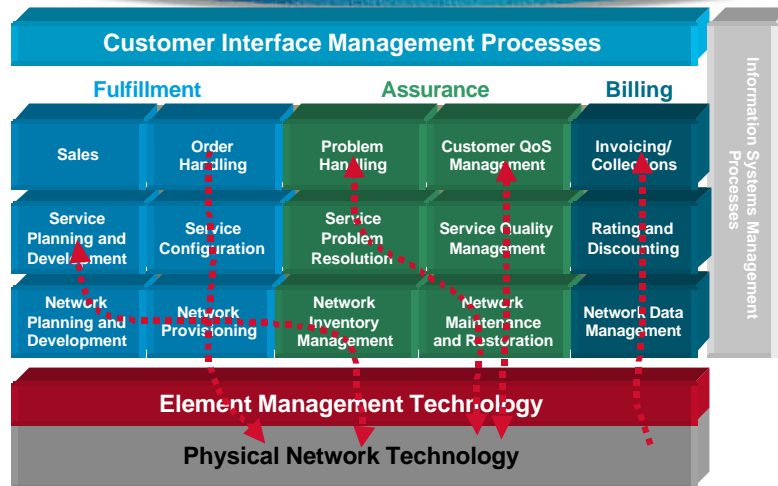 Customer Interface Management Processes
Fulfillment
Assurance
Billing
Sales
Order
Handling
Problem
Handling
Customer QoS
Management
Invoicing/
Collections
Service
Planning and
Development
Service
Configuration
Service
Problem
Resolution
Service Quality
Management
Rating and
Discounting
Network
Planning and
Development
Network
Provisioning
Network
Inventory
Management
Network
Maintenance
and Restoration
Network Data
Management
Element Management Technology
Physical Network Technology
Information Systems Management
Processes